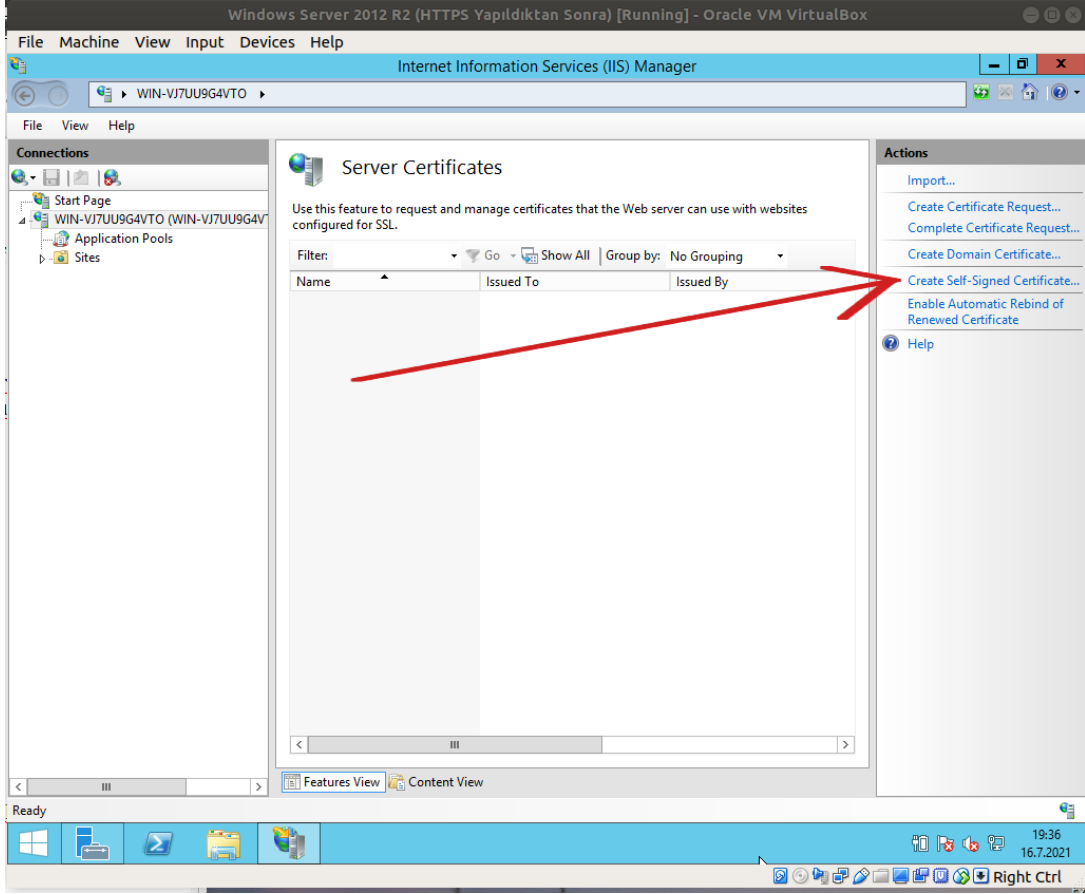 Windows Server 2012 R2 (HTTPS Yapıldıktan Sonra) [Running] - Oracle VM VirtualBox
File Machine View Input Devices Help
Internet Information Services (IIS) Manager
WIN-VJ7UU9G4VTO
File View Help
Connections
Start Page
WIN-VJ7UU9G4VTO (WIN-VJ7UU9G4VT
Application Pools
Sites
Server Certificates
Use this feature to request and manage certificates that the Web server can use with websites
configured for SSL.
Filter: Go Show All Group by: No Grouping
Name Issued To Issued By
Features View Content View
Actions
Import...
Create Certificate Request...
Complete Certificate Request...
Create Domain Certificate...
Create Self-Signed Certificate...
Enable Automatic Rebind of
Renewed Certificate
Help
Ready
19:36
16.7.2021
Right Ctrl